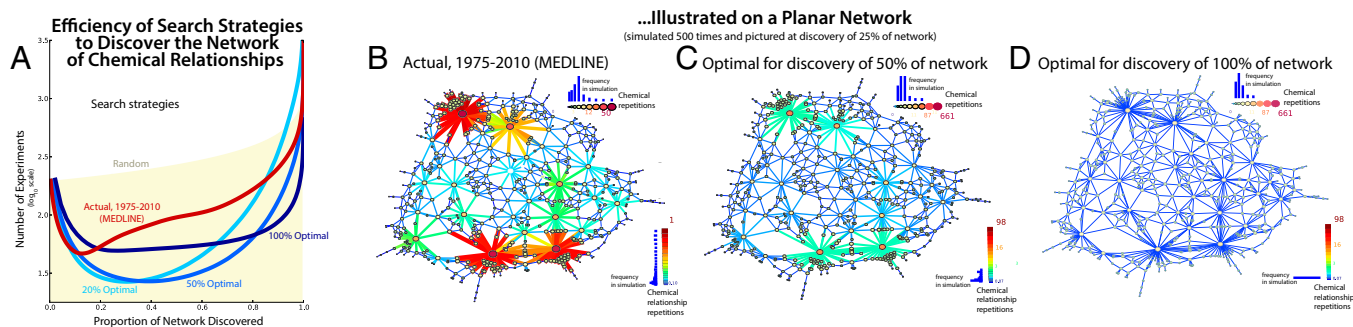 Efficiency of Search Strategies
to Discover the Network
of Chemical Relationships
A
3.5
3.0
2.5
2.0
1.5
Number of Experiments
(log10 scale)
Search strategies
Random
Actual, 1975-2010
(MEDLINE)
100% Optimal
20% Optimal
50% Optimal
0.0 0.2 0.4 0.6 0.8 1.0
Proportion of Network Discovered
...Illustrated on a Planar Network
(simulated 500 times and pictured at discovery of 25% of network)
B Actual, 1975-2010 (MEDLINE)
frequency
in simulation
Chemical
repetitions
50
1
frequency
in simulation
Chemical
relationship
repetitions
C Optimal for discovery of 50% of network
frequency
in simulation
Chemical
repetitions
87
661
98
16
frequency
in simulation
Chemical
relationship
repetitions
D Optimal for discovery of 100% of network
frequency
in simulation
Chemical
repetitions
87
661
98
16
frequency
in simulation
Chemical
relationship
repetitions